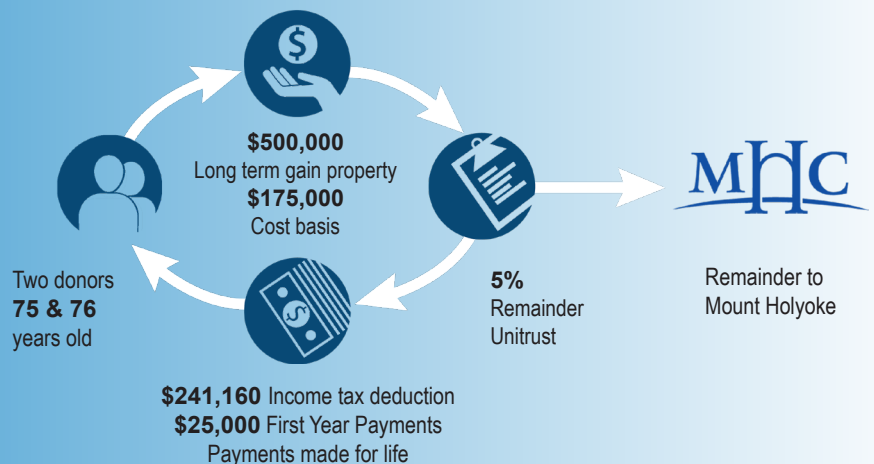 $
$500,000
Long term gain property
$175,000
Cost basis
MHC
Two donors
75 & 76
years old
$
5%
Remainder
Unitrust
Remainder to
Mount Holyoke
$241,160 Income tax deduction
$25,000 First Year Payments
Payments made for life